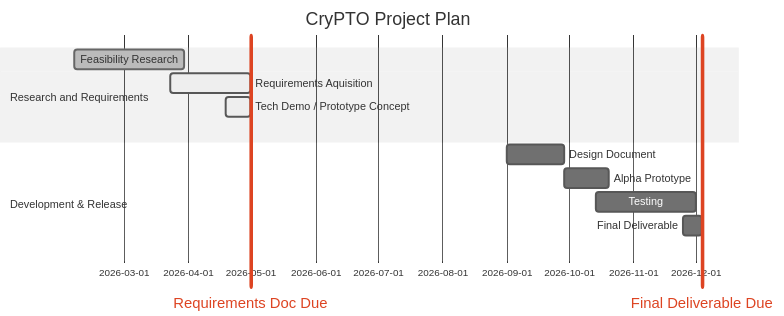 CryPTO Project Plan
Feasibility Research
Requirements Aquisition
Research and Requirements
Tech Demo / Prototype Concept
Design Document
Alpha Prototype
Testing
Development & Release
Final Deliverable
2026-03-01 2026-04-01 2026-05-01 2026-06-01 2026-07-01 2026-08-01 2026-09-01 2026-10-01 2026-11-01 2026-12-01
Requirements Doc Due Final Deliverable Due